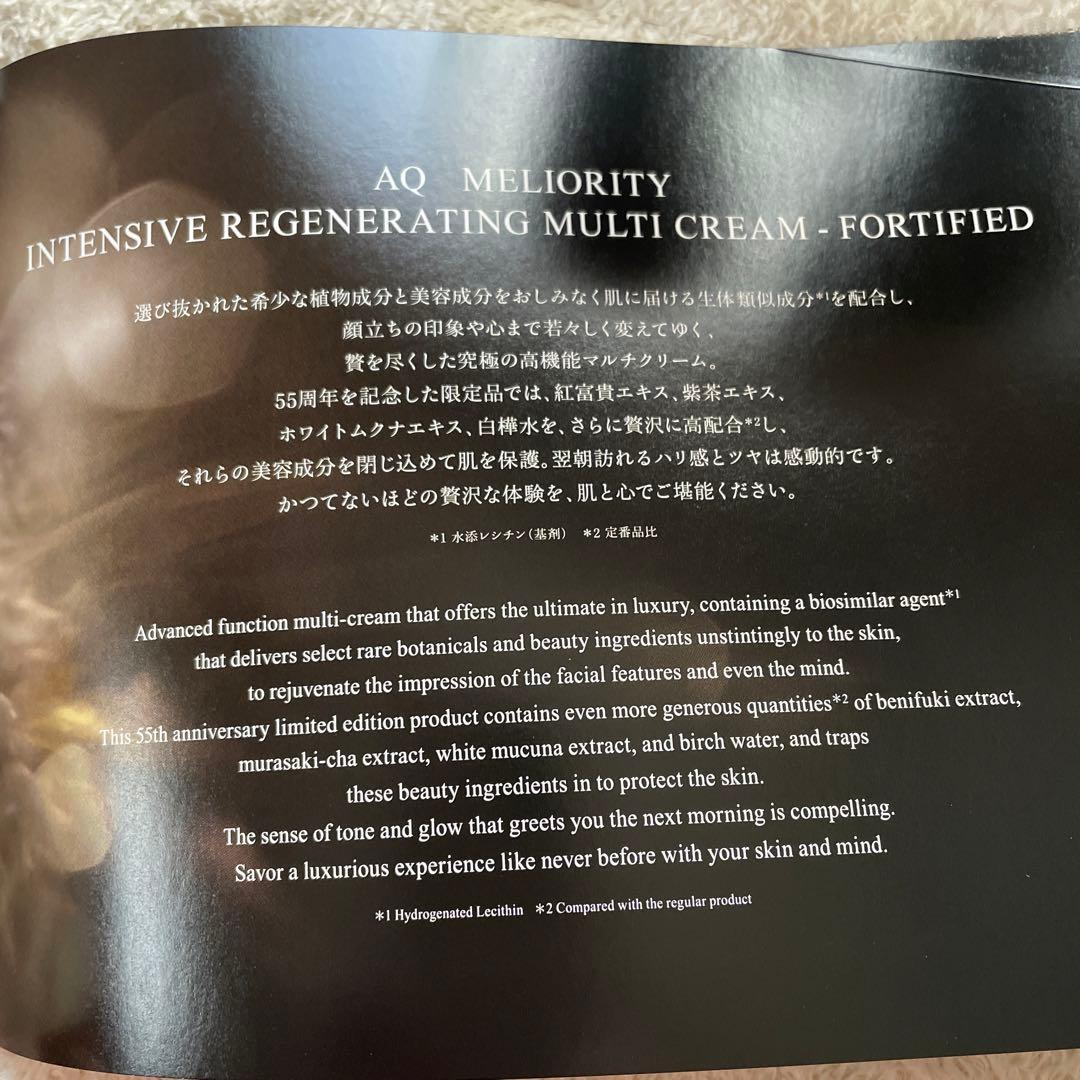 AQ MELIORITY
INTENSIVE REGENERATING MULTI CREAM - FORTIFIED
選び抜かれた希少な植物成分と美容成分をおしみなく肌に届ける生体類似成分*1を配合し、
顔立ちの印象や心まで若々しく変えてゆく、
贅を尽くした究極の高機能マルチクリーム。
55周年を記念した限定品では、紅富貴エキス、紫茶エキス、
ホワイトムクナエキス、白樺水を、さらに贅沢に高配合*2し、
それらの美容成分を閉じ込めて肌を保護。翌朝訪れるハリ感とツヤは感動的です。
かつてないほどの贅沢な体験を、肌と心でご堪能ください。
*1 水添レシチン(基剤) *2 定番品比
Advanced function multi-cream that offers the ultimate in luxury, containing a biosimilar agent*1
that delivers select rare botanicals and beauty ingredients unstintingly to the skin,
to rejuvenate the impression of the facial features and even the mind.
This 55th anniversary limited edition product contains even more generous quantities*2 of benifuki extract,
murasaki-cha extract, white mucuna extract, and birch water, and traps
these beauty ingredients in to protect the skin.
The sense of tone and glow that greets you the next morning is compelling.
Savor a luxurious experience like never before with your skin and mind.
*1 Hydrogenated Lecithin *2 Compared with the regular product